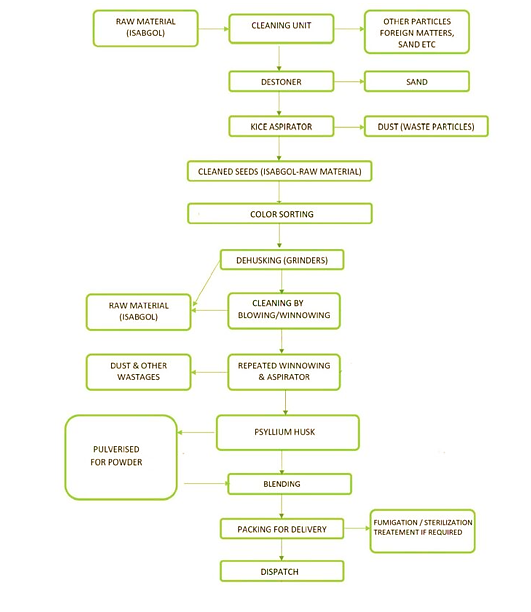 RAW MATERIAL
(ISABGOL)
CLEANING UNIT
OTHER PARTICLES
FOREIGN MATTERS,
SAND ETC
DESTONER
SAND
KICE ASPIRATOR
DUST (WASTE PARTICLES)
CLEANED SEEDS (ISABGOL-RAW MATERIAL)
COLOR SORTING
DEHUSKING (GRINDERS)
RAW MATERIAL
(ISABGOL)
CLEANING BY
BLOWING/WINNOWING
DUST & OTHER
WASTAGES
REPEATED WINNOWING
& ASPIRATOR
PSYLLIUM HUSK
PULVERISED
FOR POWDER
BLENDING
PACKING FOR DELIVERY
FUMIGATION / STERILIZATION
TREATEMENT IF REQUIRED
DISPATCH